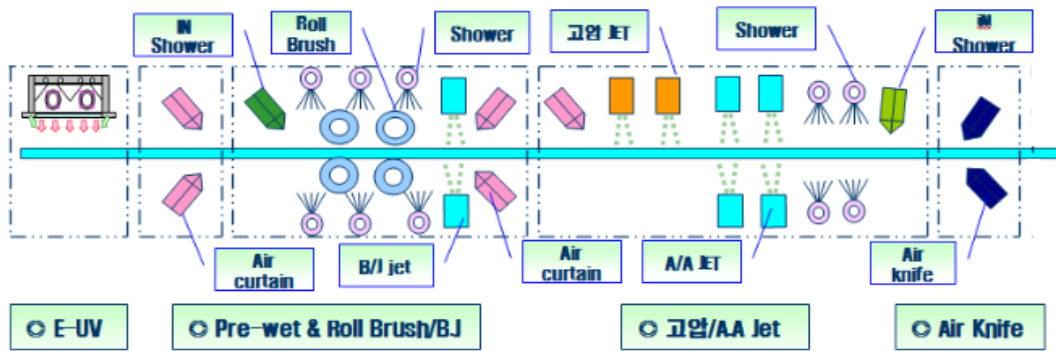 IN
Shower
Roll
Brush
Shower
고압 JET
Shower
Shower
Air
curtain
B/J jet
Air
curtain
A/A JET
Air
knife
◎ E-UV
◎ Pre-wet & Roll Brush/BJ
◎ 고압/AA Jet
◎ Air Knife